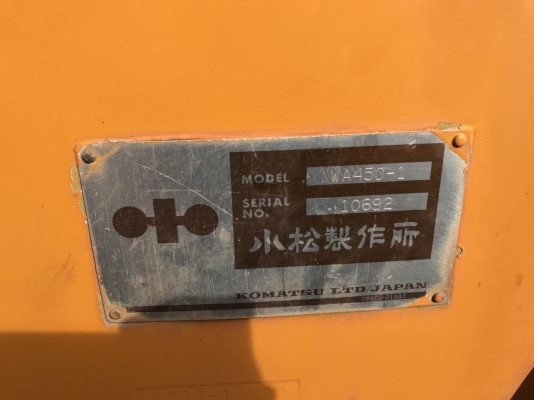 MODEL WA450-1
SERIAL NO. 10692
小松製作所
KOMATSU LTD. JAPAN